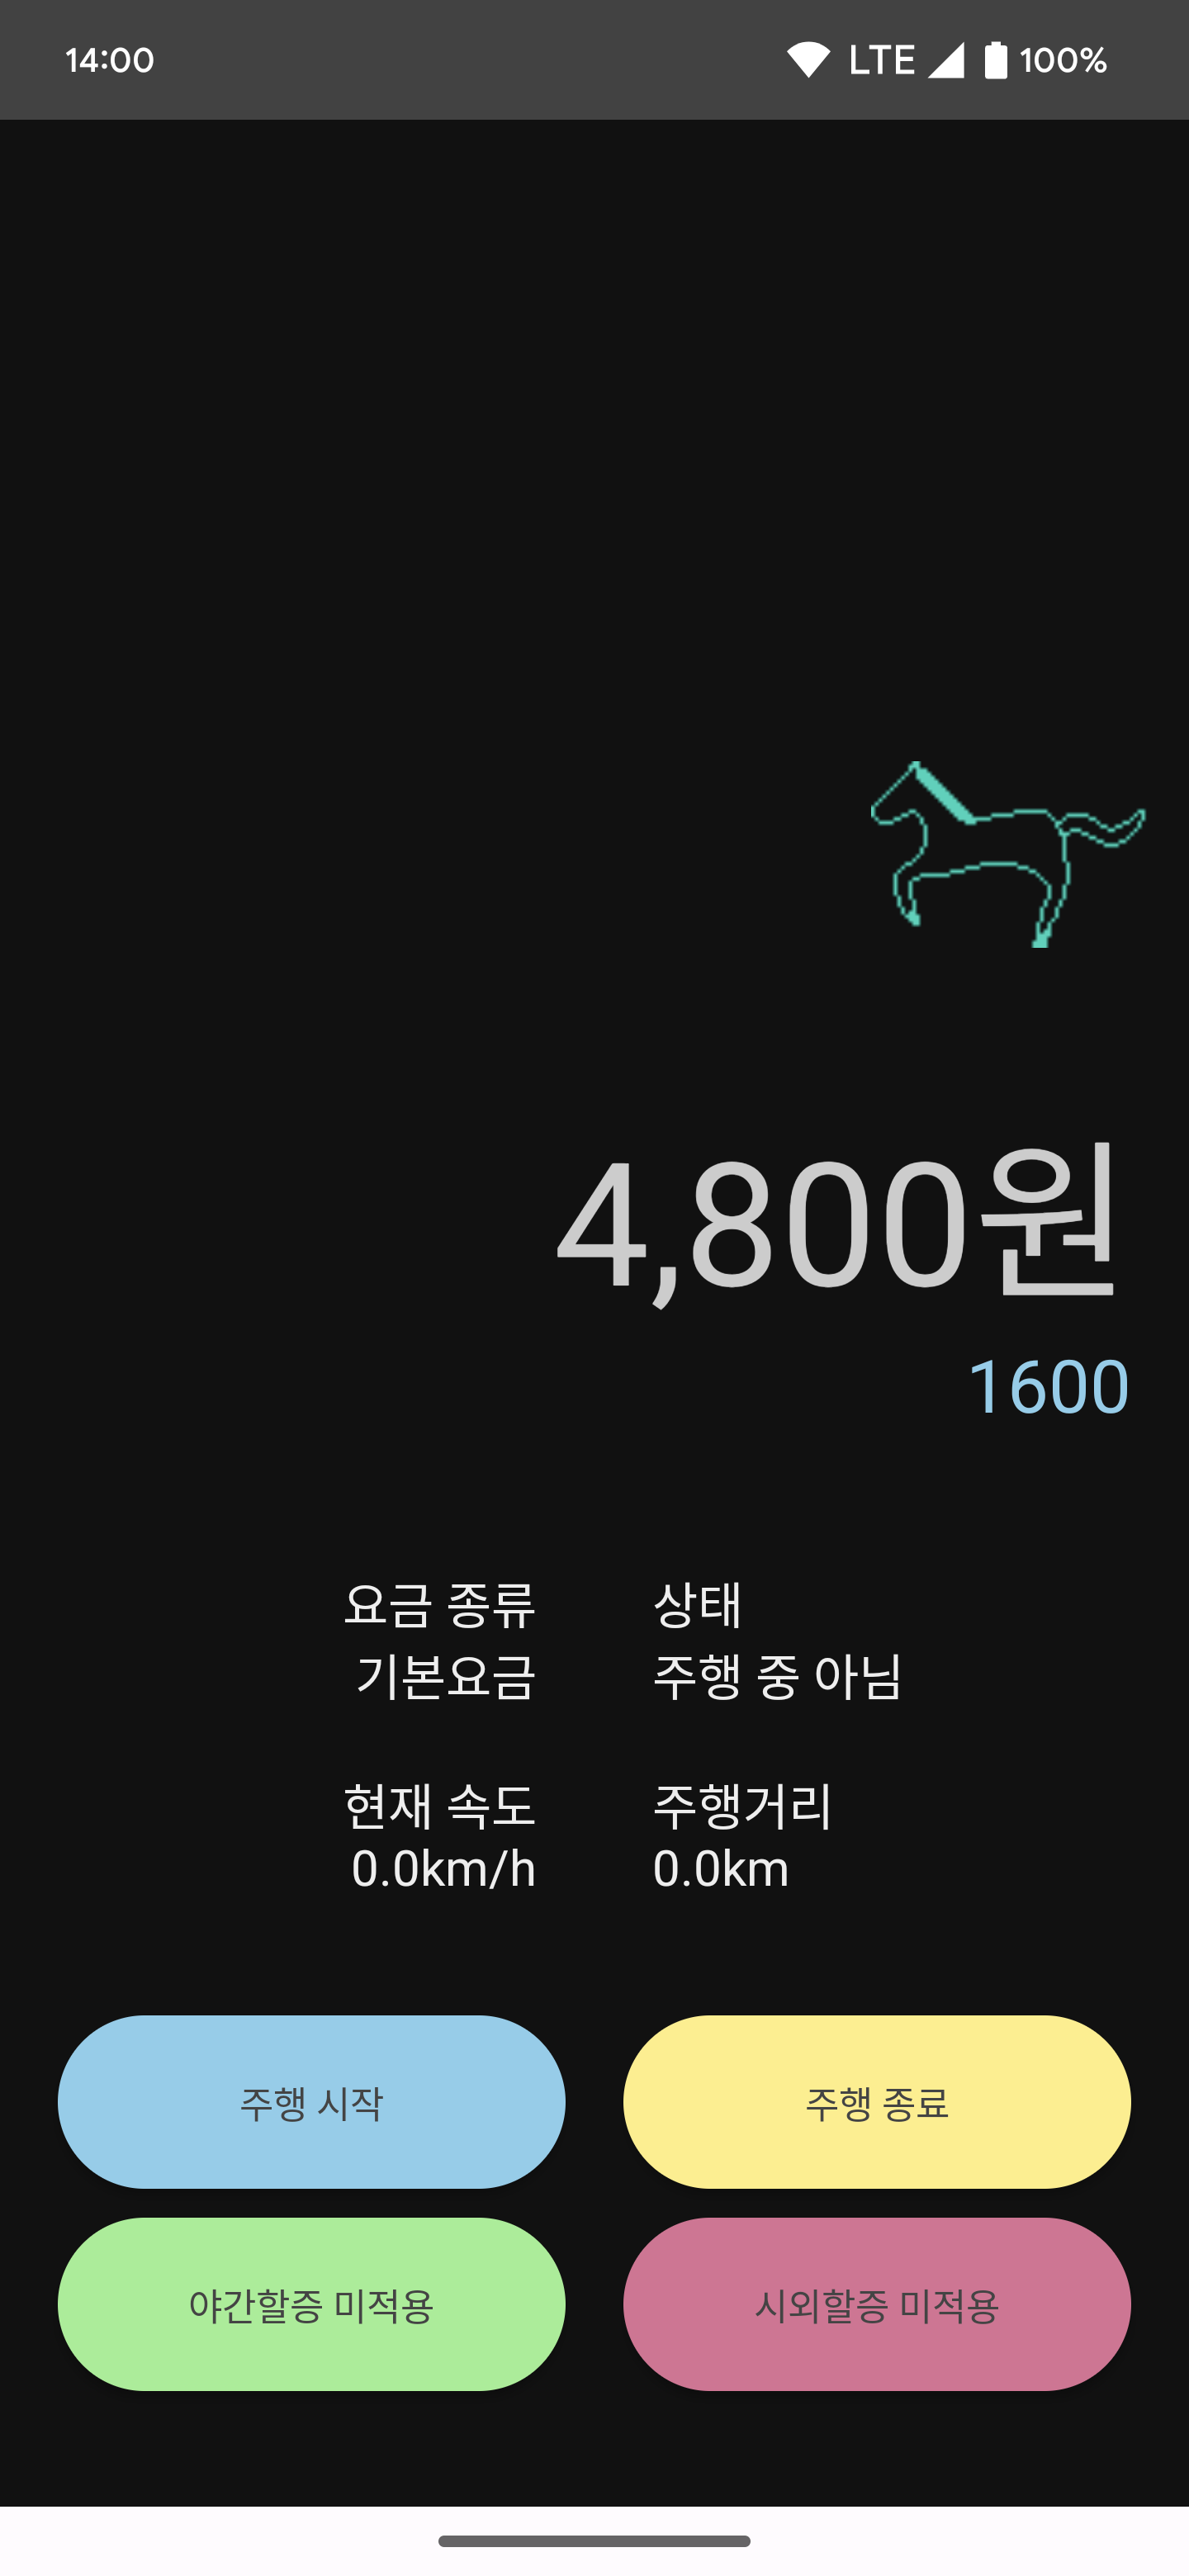 14:00 LTE 100%
4,800원
1600
요금 종류
기본요금
상태
주행 중 아님
현재 속도
0.0km/h
주행거리
0.0km
주행 시작
주행 종료
야간할증 미적용
시외할증 미적용